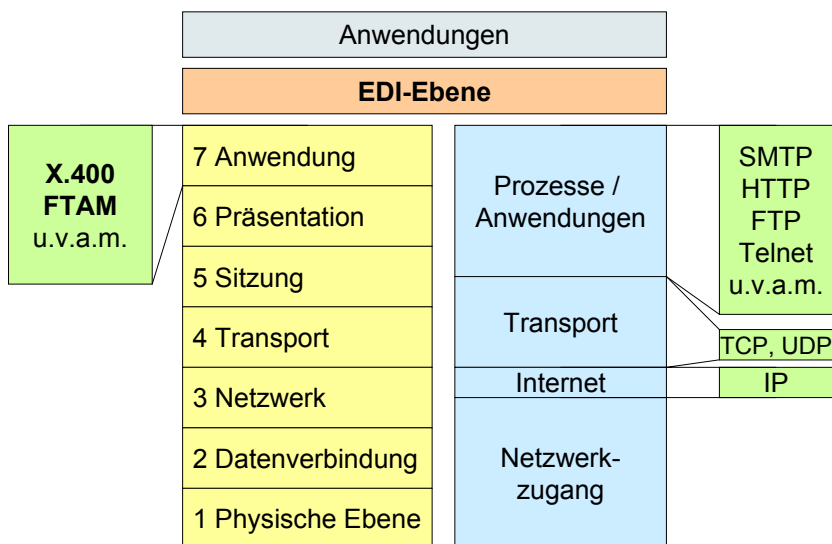 Anwendungen
EDI-Ebene
X.400
FTAM
u.v.a.m.
7 Anwendung
6 Präsentation
5 Sitzung
4 Transport
3 Netzwerk
2 Datenverbindung
1 Physische Ebene
Prozesse /
Anwendungen
Transport
Internet
Netzwerk-
zugang
SMTP
HTTP
FTP
Telnet
u.v.a.m.
TCP, UDP
IP